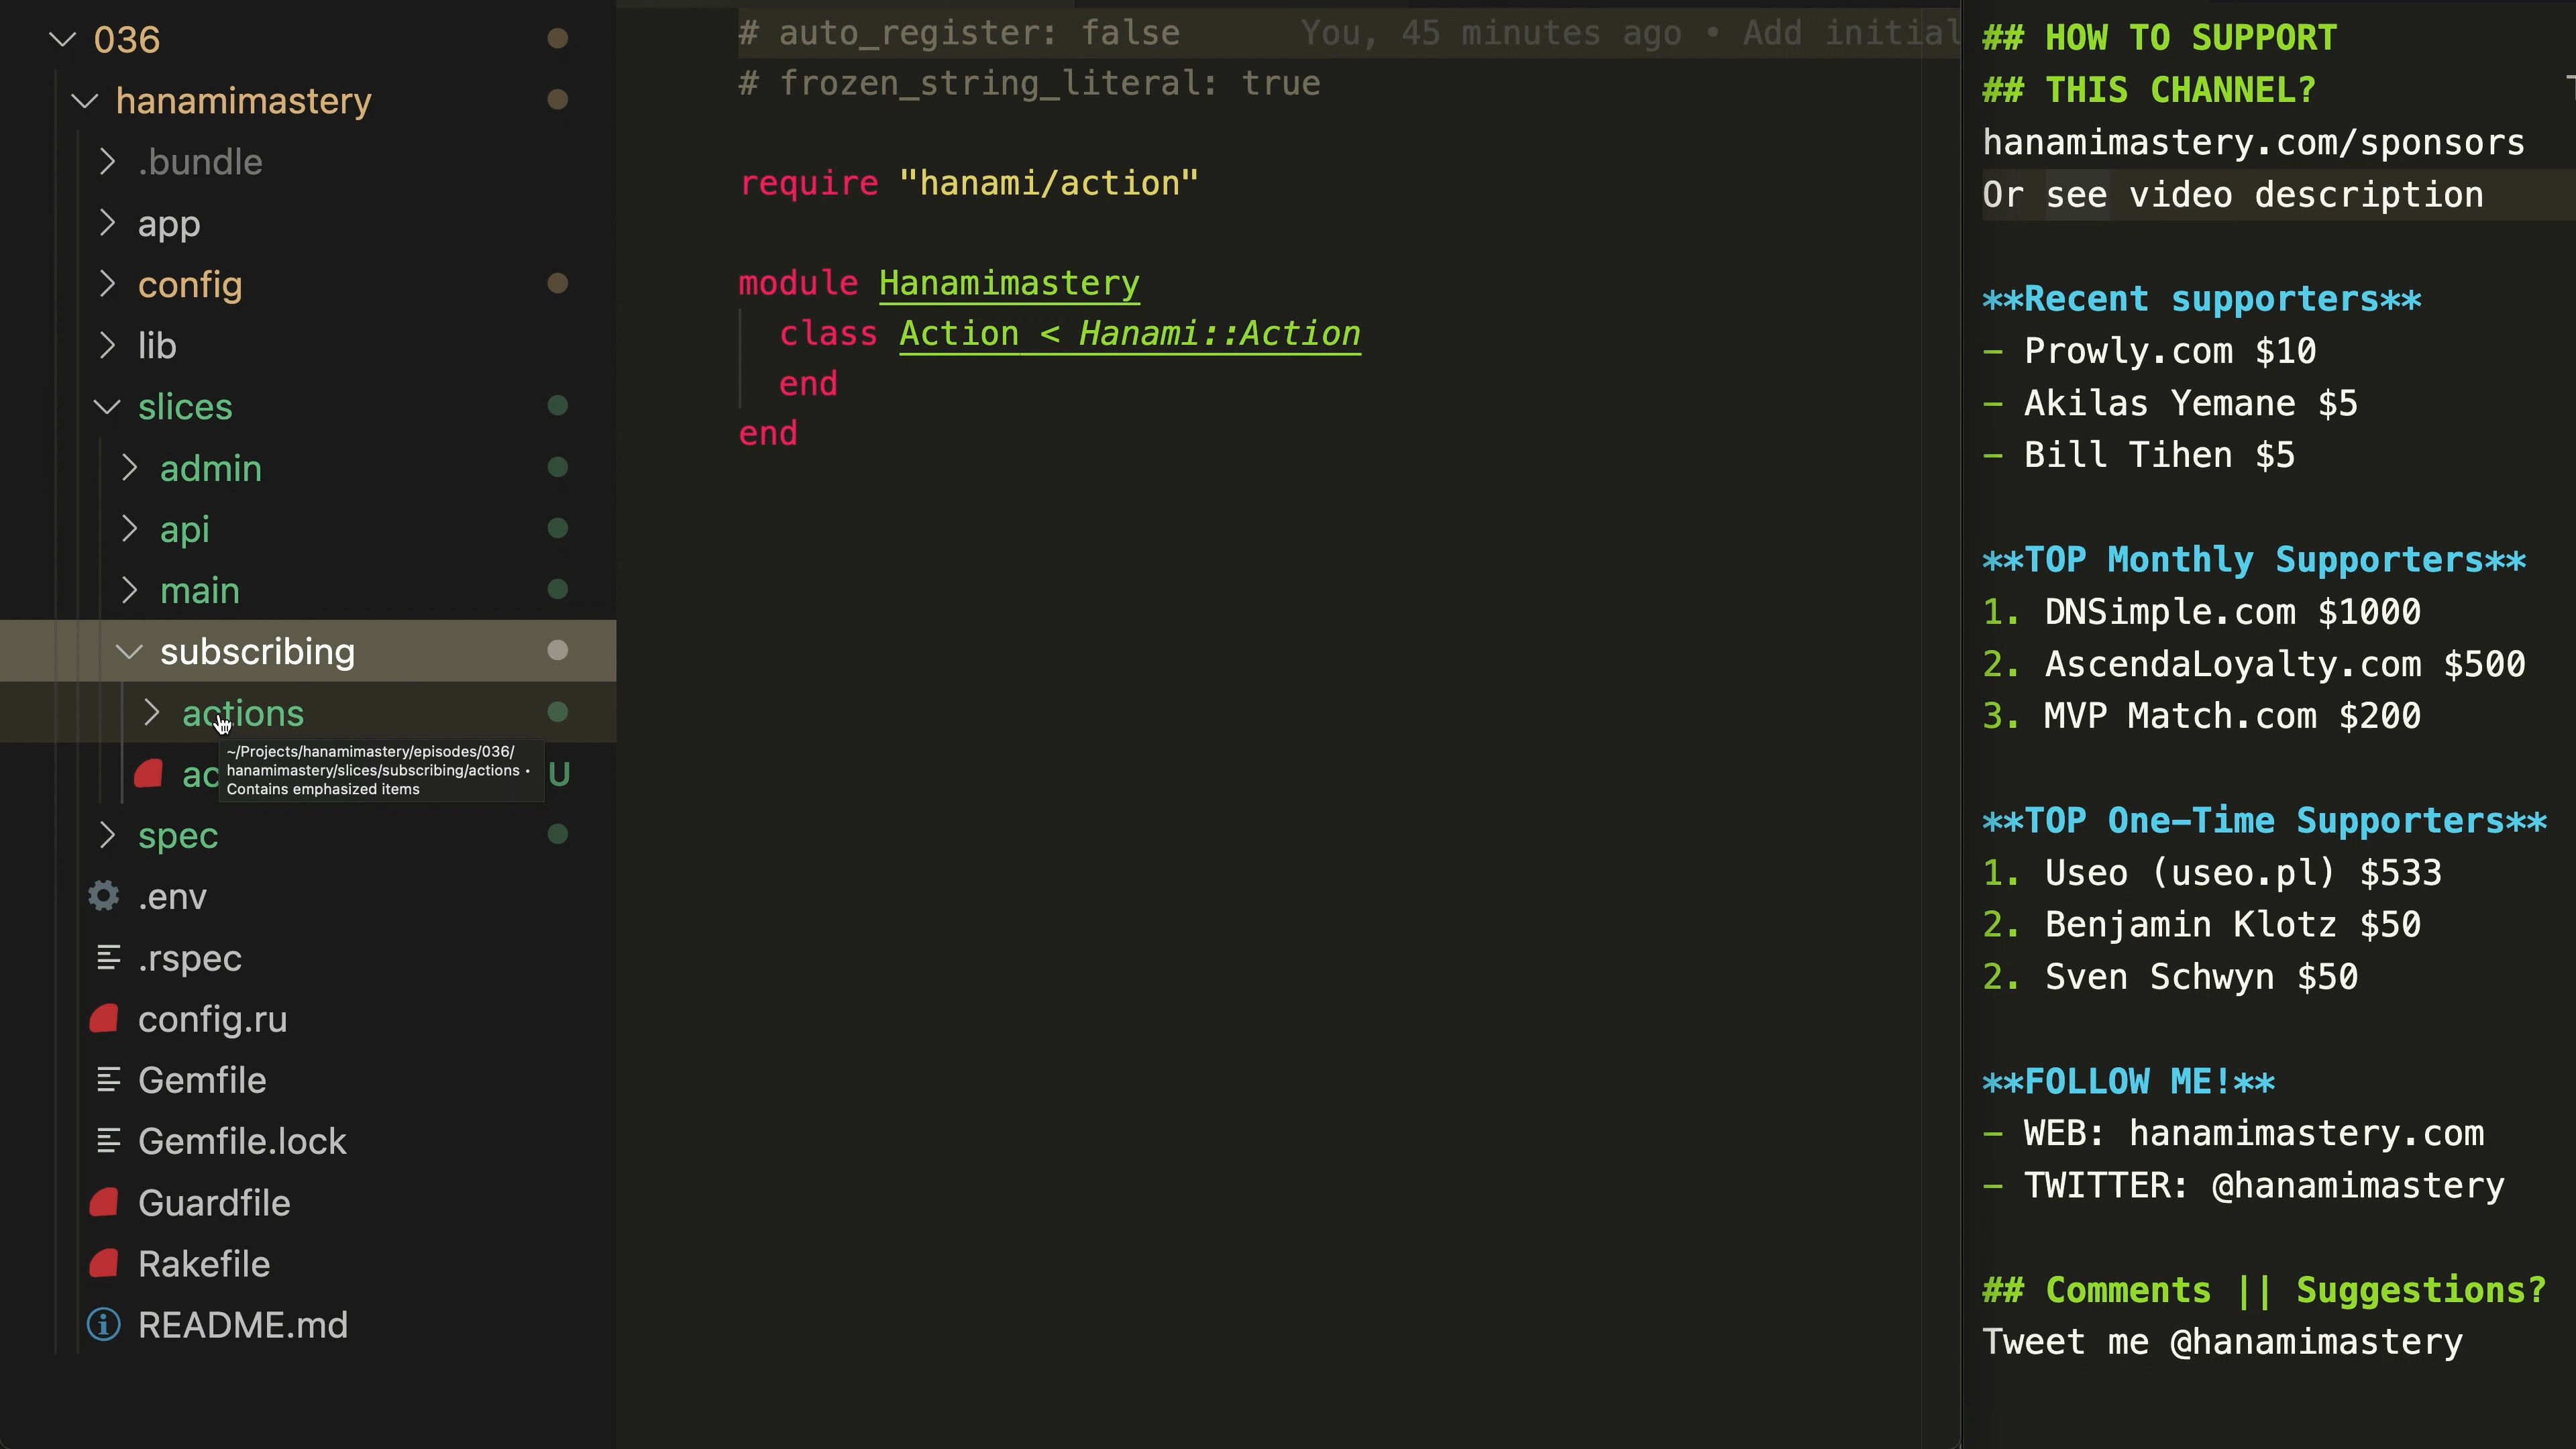 036
hanamimastery
.bundle
app
config
lib
slices
admin
api
main
subscribing
actions
~/Projects/hanamimastery/episodes/036/
hanamimastery/slices/subscribing/actions •
Contains emphasized items
U
spec
.env
.rspec
config.ru
Gemfile
Gemfile.lock
Guardfile
Rakefile
README.md
# auto_register: false You, 45 minutes ago • Add initial
# frozen_string_literal: true
require "hanami/action"
module Hanamimastery
class Action < Hanami::Action
end
end
## HOW TO SUPPORT
## THIS CHANNEL?
hanamimastery.com/sponsors
Or see video description
**Recent supporters**
- Prowly.com $10
- Akilas Yemane $5
- Bill Tihen $5
**TOP Monthly Supporters**
1. DNSimple.com $1000
2. AscendaLoyalty.com $500
3. MVP Match.com $200
**TOP One-Time Supporters**
1. Useo (useo.pl) $533
2. Benjamin Klotz $50
2. Sven Schwyn $50
**FOLLOW ME!**
- WEB: hanamimastery.com
- TWITTER: @hanamimastery
## Comments || Suggestions?
Tweet me @hanamimastery